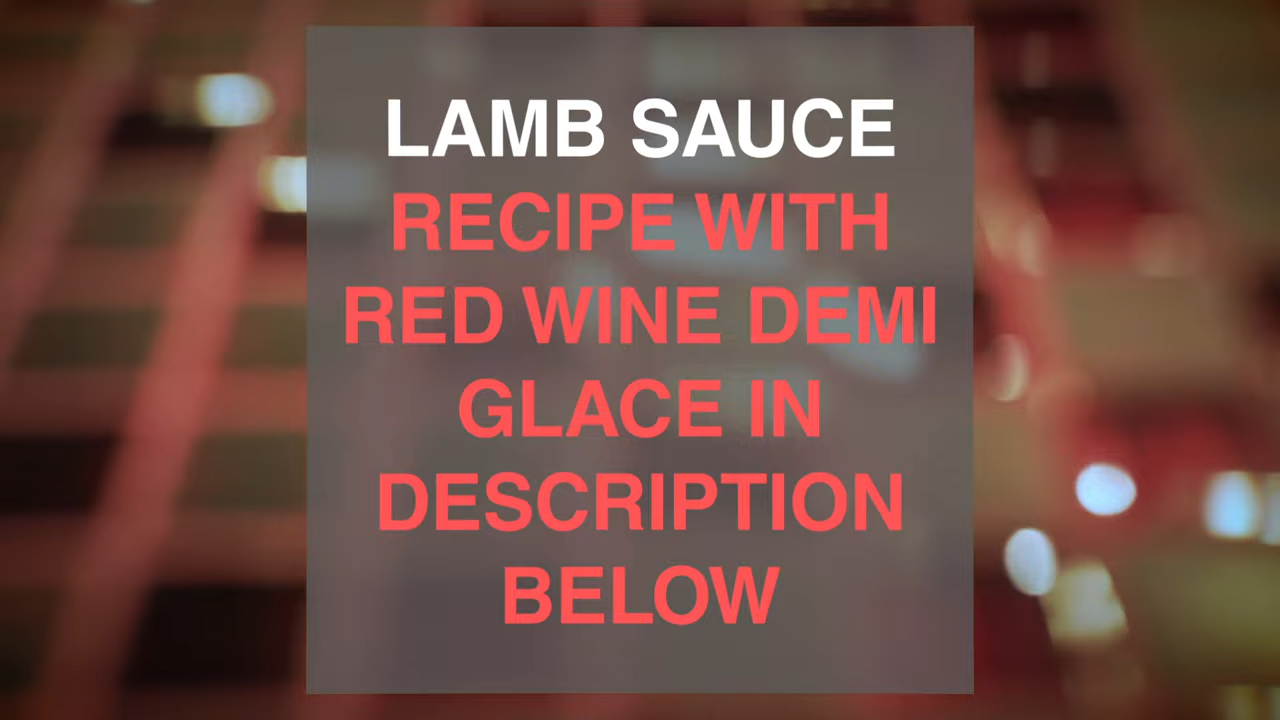 LAMB SAUCE
RECIPE WITH
RED WINE DEMI
GLACE IN
DESCRIPTION
BELOW